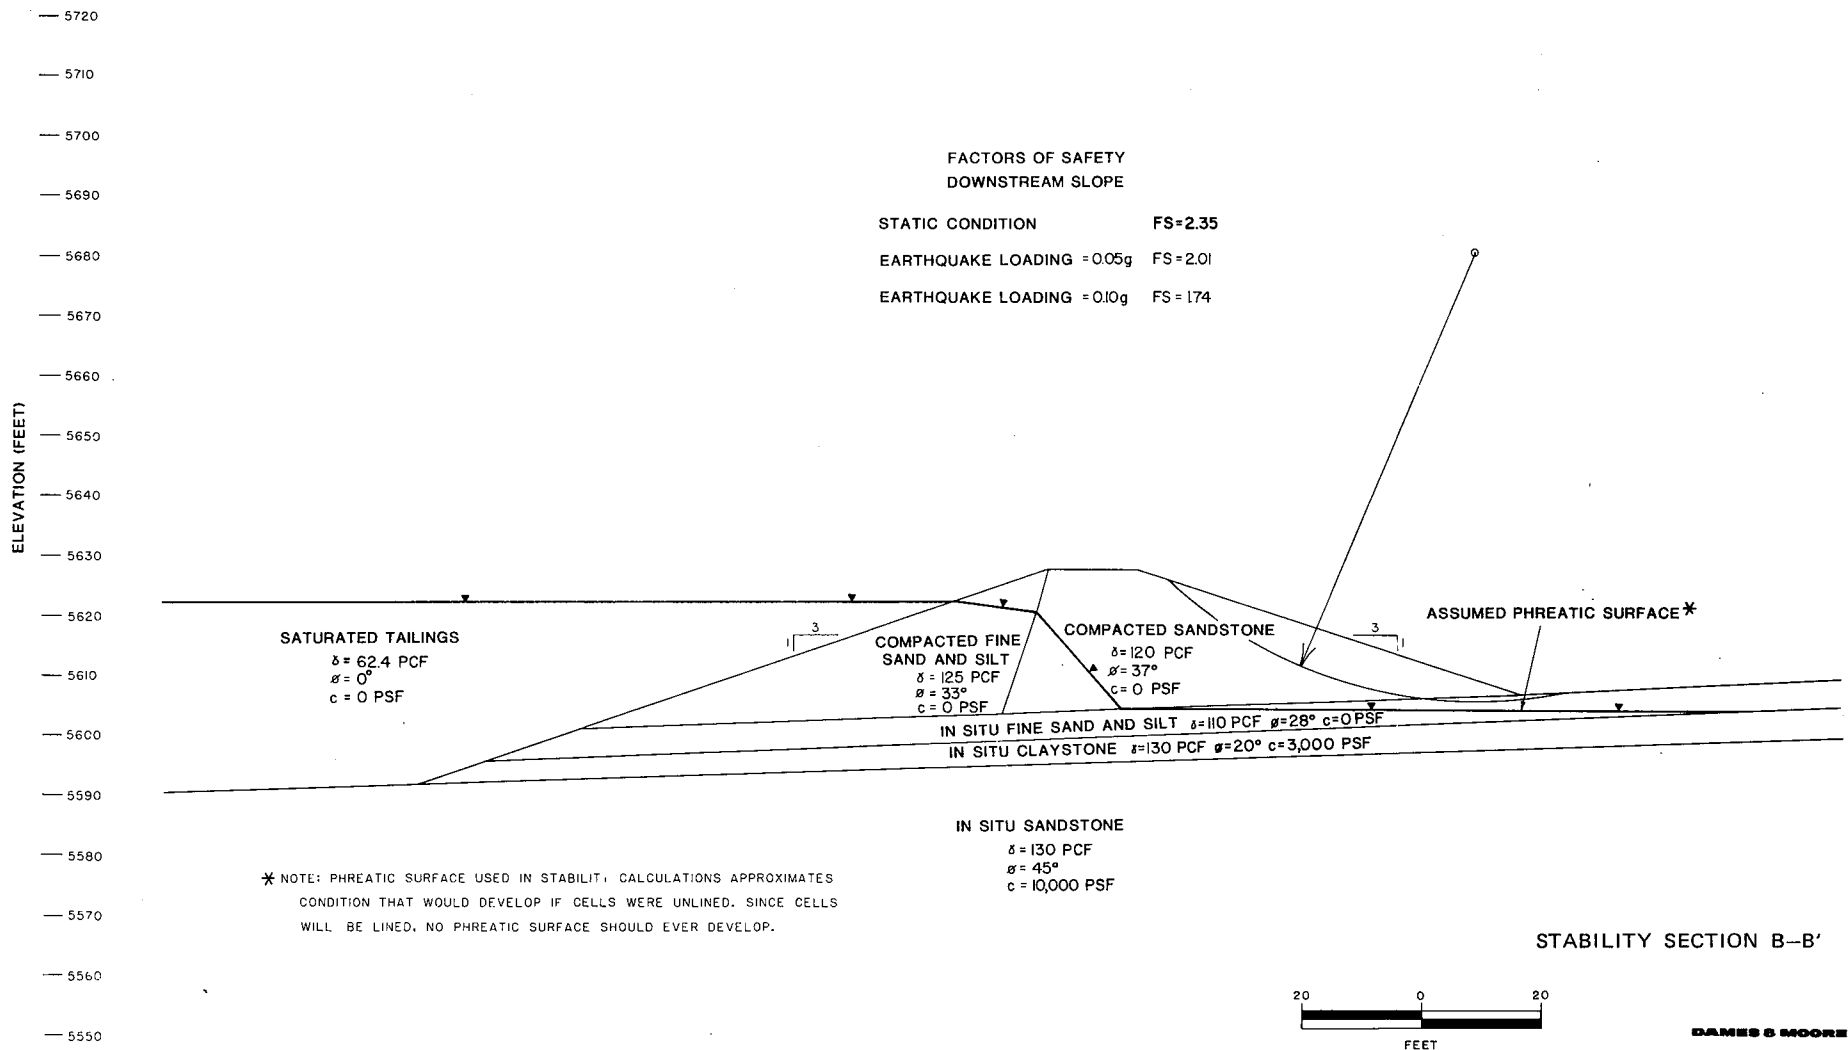 5720
5710
5700
5690
5680
5670
5660
5650
5640
5630
5620
5610
5600
5590
5580
5570
5560
5550
ELEVATION (FEET)
FACTORS OF SAFETY
DOWNSTREAM SLOPE
STATIC CONDITION FS=2.35
EARTHQUAKE LOADING =0.05g FS=2.01
EARTHQUAKE LOADING =0.10g FS=1.74
SATURATED TAILINGS
ɣ= 62.4 PCF
ø= 0°
c = 0 PSF
3
1
COMPACTED FINE
SAND AND SILT
ɣ = 125 PCF
ø = 33°
c = 0 PSF
COMPACTED SANDSTONE
ɣ=120 PCF
ø= 37°
c = 0 PSF
3
1
ASSUMED PHREATIC SURFACE*
IN SITU FINE SAND AND SILT ɣ=110 PCF ø=28° c=0 PSF
IN SITU CLAYSTONE ɣ=130 PCF ø=20° c=3,000 PSF
IN SITU SANDSTONE
ɣ = 130 PCF
ø = 45°
c = 10,000 PSF
* NOTE: PHREATIC SURFACE USED IN STABILIT, CALCULATIONS APPROXIMATES
CONDITION THAT WOULD DEVELOP IF CELLS WERE UNLINED. SINCE CELLS
WILL BE LINED, NO PHREATIC SURFACE SHOULD EVER DEVELOP.
STABILITY SECTION B–B'
20 0 20
FEET
DAMES & MOORE